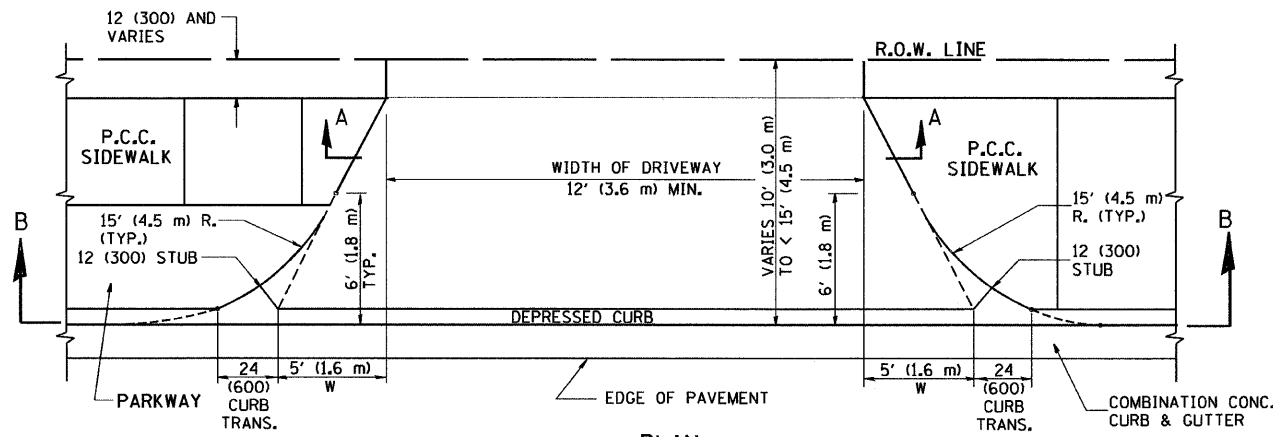 12 (300) AND
VARIES
R.O.W. LINE
P.C.C.
SIDEWALK
A
A
P.C.C.
SIDEWALK
WIDTH OF DRIVEWAY
12' (3.6 m) MIN.
VARIES 10' (3.0 m)
TO < 15' (4.5 m)
B
15' (4.5 m) R.
(TYP.)
12 (300) STUB
6' (1.8 m)
TYP.
6' (1.8 m)
15' (4.5 m)
R. (TYP.)
12 (300)
STUB
B
DEPRESSED CURB
24
(600)
CURB
TRANS.
5' (1.6 m)
W
PARKWAY
EDGE OF PAVEMENT
5' (1.6 m)
W
24
(600)
CURB
TRANS.
COMBINATION CONC.
CURB & GUTTER